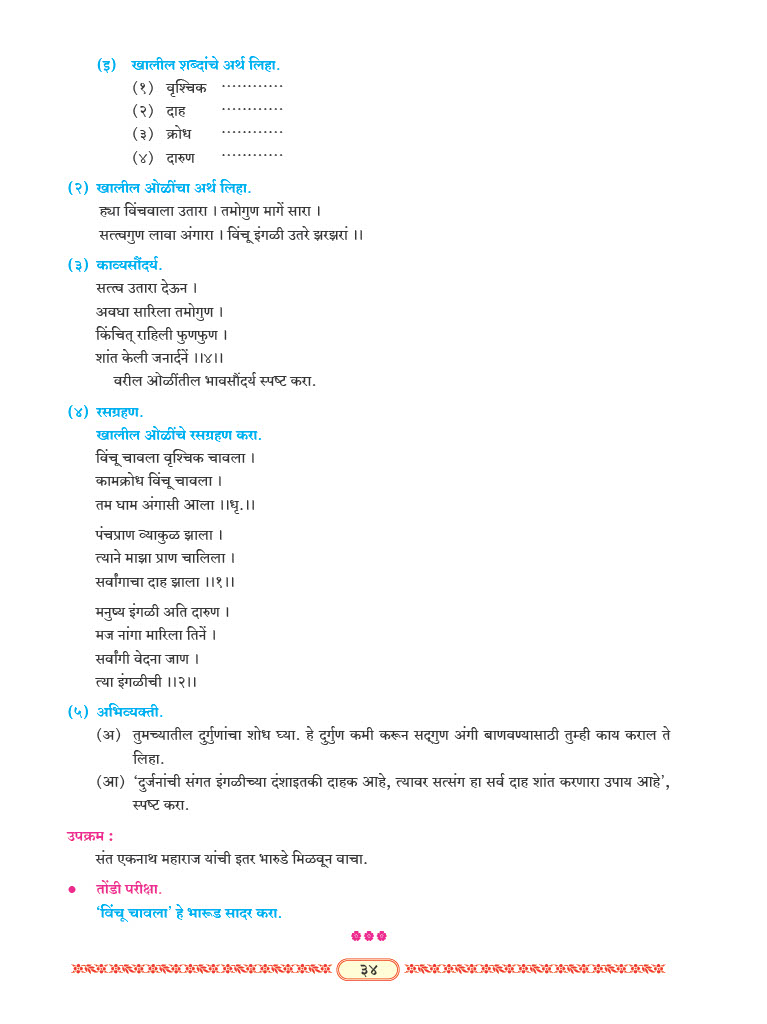 (इ) खालील शब्दांचे अर्थ लिहा.
(१) वृश्चिक ............
(२) दाह ............
(३) क्रोध ............
(४) दारुण ............
(२) खालील ओळींचा अर्थ लिहा.
ह्या विंचवाला उतारा । तमोगुण मागें सारा ।
सत्त्वगुण लावा अंगारा । विंचू इंगळी उतरे झरझरां ।।
(३) काव्यसौंदर्य.
सत्त्व उतारा देऊन ।
अवघा सारिला तमोगुण ।
किंचित् राहिली फुणफुण ।
शांत केली जनार्दनें ।।४।।
वरील ओळींतील भावसौंदर्य स्पष्ट करा.
(४) रसग्रहण.
खालील ओळींचे रसग्रहण करा.
विंचू चावला वृश्चिक चावला ।
कामक्रोध विंचू चावला ।
तम घाम अंगासी आला ।।धृ.।।
पंचप्राण व्याकुळ झाला ।
त्याने माझा प्राण चालिला ।
सर्वांगाचा दाह झाला ।।१।।
मनुष्य इंगळी अति दारुण ।
मज नांगा मारिला तिनें ।
सर्वांगी वेदना जाण ।
त्या इंगळीची ।।२।।
(५) अभिव्यक्ती.
(अ) तुमच्यातील दुर्गुणांचा शोध घ्या. हे दुर्गुण कमी करून सद्‌गुण अंगी बाणवण्यासाठी तुम्ही काय कराल ते
लिहा.
(आ) ‘दुर्जनांची संगत इंगळीच्या दंशाइतकी दाहक आहे, त्यावर सत्संग हा सर्व दाह शांत करणारा उपाय आहे’,
स्पष्ट करा.
उपक्रम :
संत एकनाथ महाराज यांची इतर भारुडे मिळवून वाचा.
• तोंडी परीक्षा.
‘विंचू चावला’ हे भारूड सादर करा.
३४